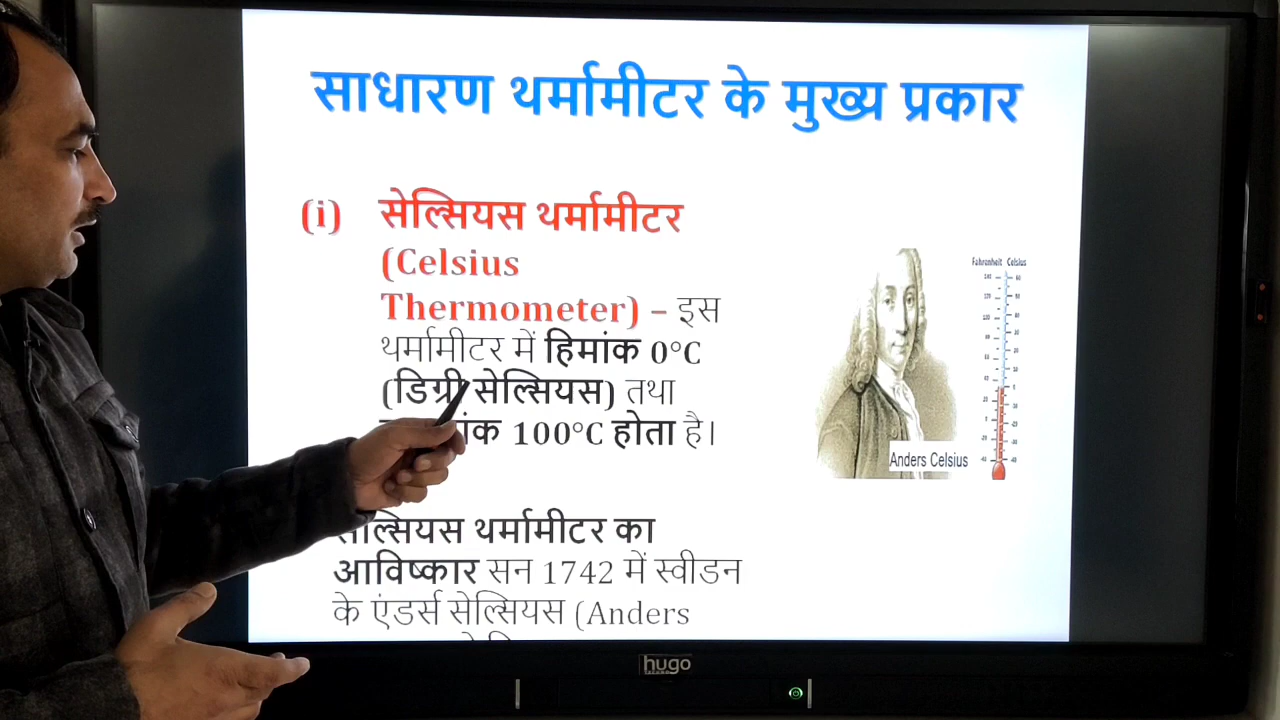 साधारण थर्मामीटर के मुख्य प्रकार
(i) सेल्सियस थर्मामीटर
(Celsius
Thermometer) – इस
थर्मामीटर में हिमांक 0°C
(डिग्री सेल्सियस) तथा
100°C होता है।
Fahrenheit Celsius
Anders Celsius
सेल्सियस थर्मामीटर का
आविष्कार सन 1742 में स्वीडन
के एंडर्स सेल्सियस (Anders
hugo